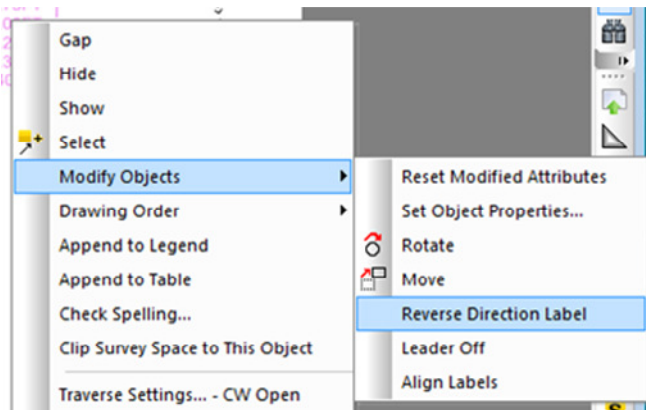 Gap
Hide
Show
Select
Modify Objects
Drawing Order
Append to Legend
Append to Table
Check Spelling...
Clip Survey Space to This Object
Traverse Settings... - CW Open
Reset Modified Attributes
Set Object Properties...
Rotate
Move
Reverse Direction Label
Leader Off
Align Labels